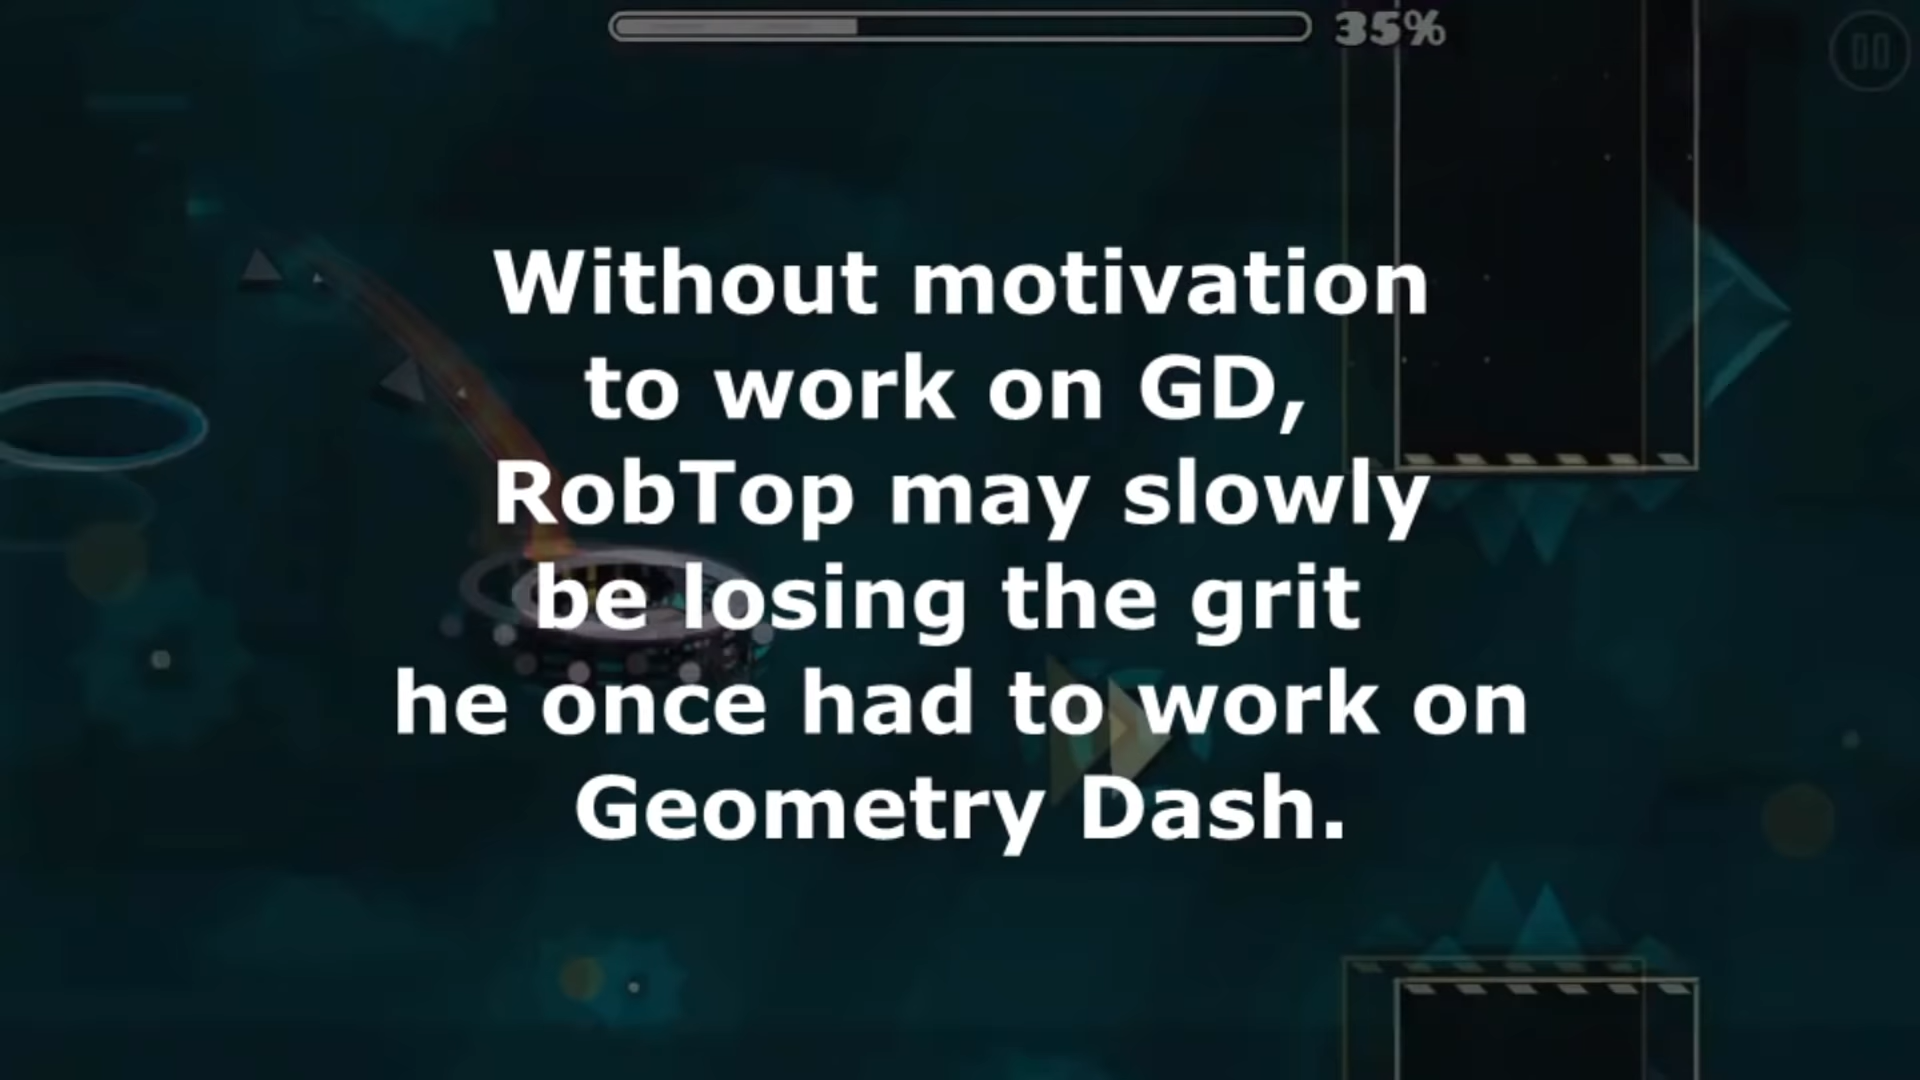 35%
Without motivation
to work on GD,
RobTop may slowly
be losing the grit
he once had to work on
Geometry Dash.